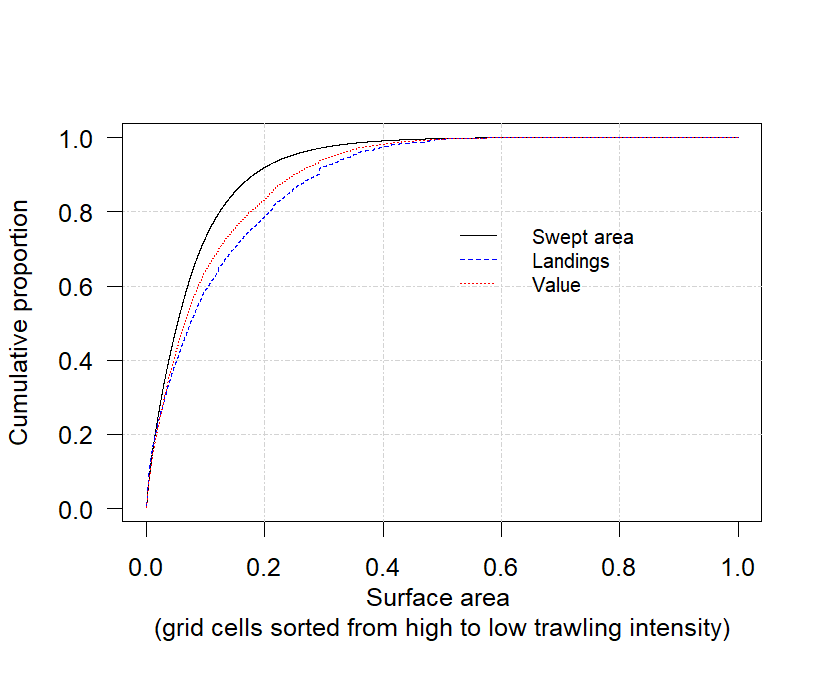 1.0
0.8
0.6
0.4
0.2
0.0
Cumulative proportion
Swept area
Landings
Value
0.0 0.2 0.4 0.6 0.8 1.0
Surface area
(grid cells sorted from high to low trawling intensity)